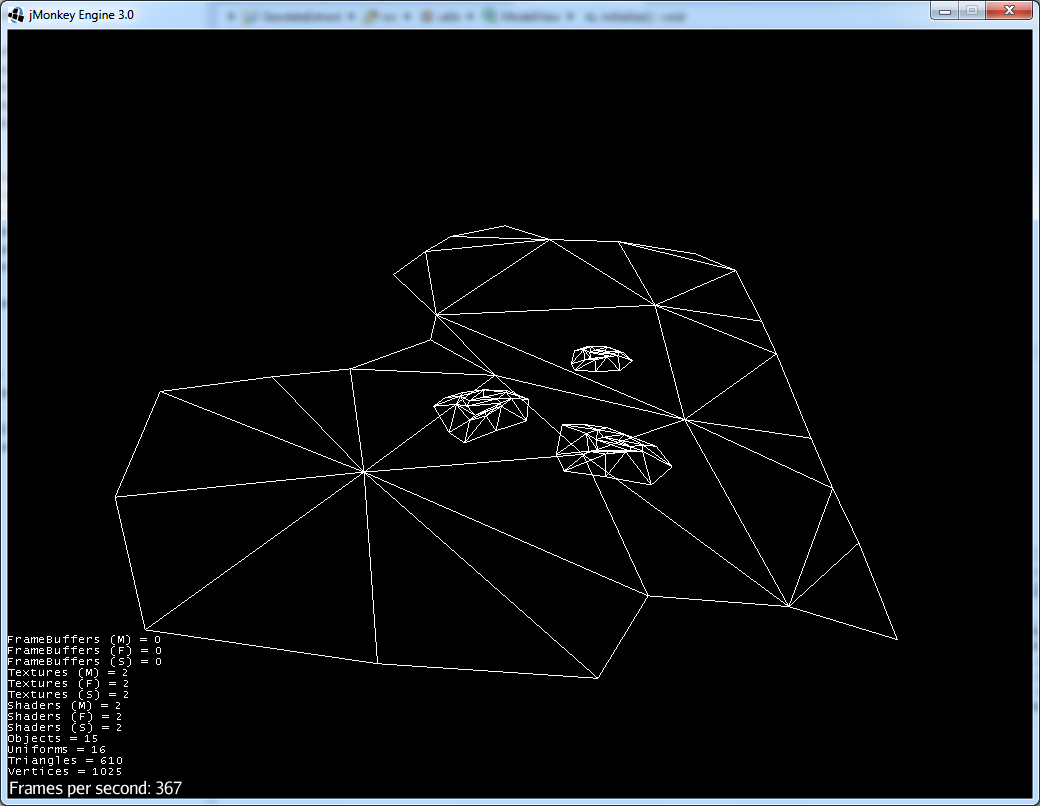 jMonkey Engine 3.0
FrameBuffers (M) = 0
FrameBuffers (F) = 0
FrameBuffers (S) = 0
Textures (M) = 2
Textures (F) = 2
Textures (S) = 2
Shaders (M) = 2
Shaders (F) = 2
Shaders (S) = 2
Objects = 15
Uniforms = 16
Triangles = 610
Vertices = 1025
Frames per second: 367